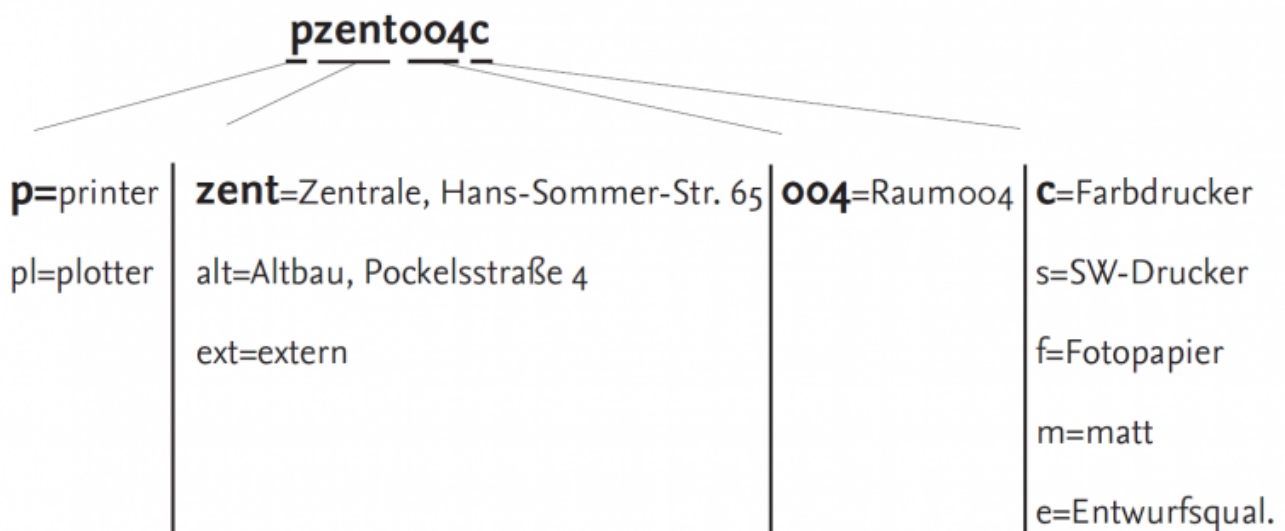 pzent004c
p=printer zent=Zentrale, Hans-Sommer-Str. 65 004=Raum004 c=Farbdrucker
pl=plotter alt=Altbau, Pockelsstraße 4 s=SW-Drucker
ext=extern f=Fotopapier
m=matt
e=Entwurfsqual.